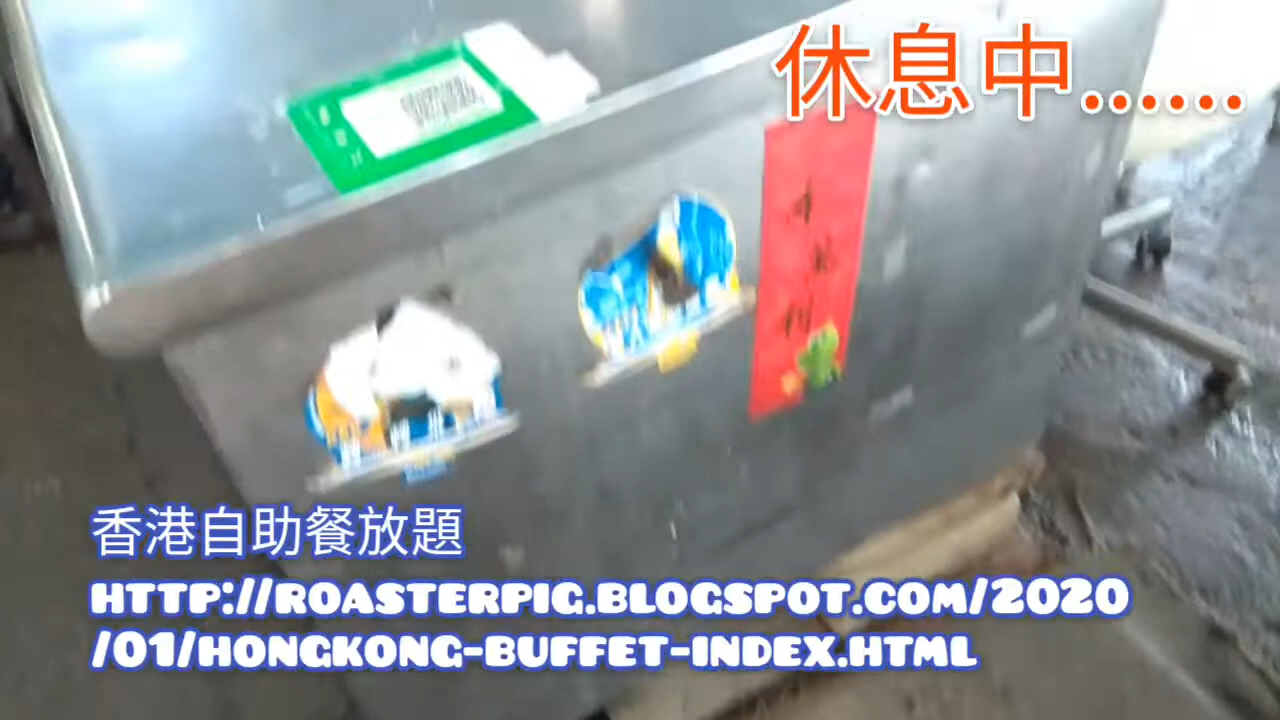 休息中......
香港自助餐放題
HTTP://ROASTERPIG.BLOGSPOT.COM/2020
/01/HONGKONG-BUFFET-INDEX.HTML